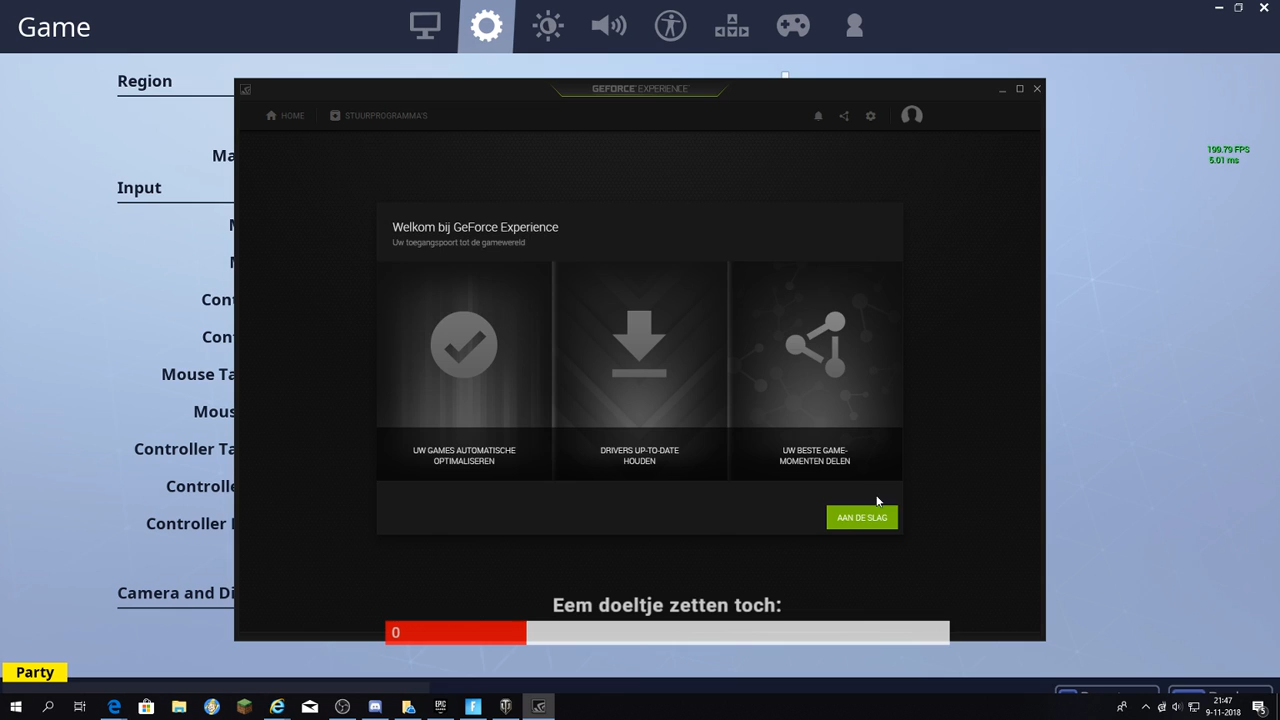 Game
Region
GEFORCE EXPERIENCE
HOME
STUURPROGRAMMA'S
199.79 FPS
5.01 ms
Ma
Input
Welkom bij GeForce Experience
Uw toegangspoort tot de gamewereld
Cont
Con
Mouse Ta
Mous
Controller Ta
UW GAMES AUTOMATISCHE
OPTIMALISEREN
DRIVERS UP-TO-DATE
HOUDEN
UW BESTE GAME-
MOMENTEN DELEN
Controlle
AAN DE SLAG
Controller
Camera and Di
Eem doeltje zetten toch:
0
Party
21:47
9-11-2018